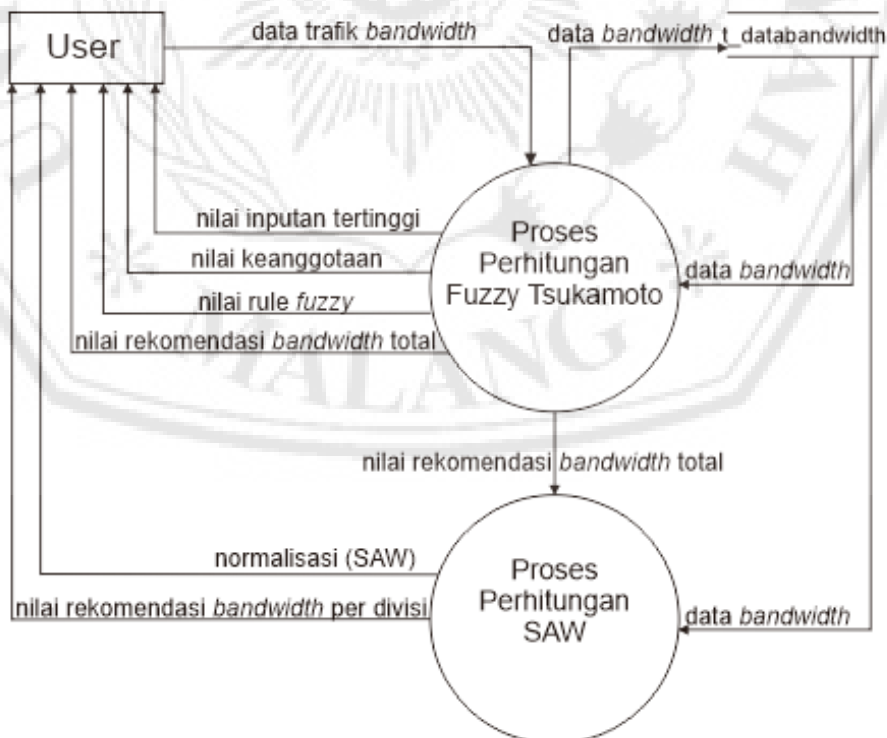 User
data trafik bandwidth
data bandwidth
t_databandwidth
nilai inputan tertinggi
nilai keanggotaan
nilai rule fuzzy
nilai rekomendasi bandwidth total
Proses
Perhitungan
Fuzzy Tsukamoto
data bandwidth
MALANG
nilai rekomendasi bandwidth total
normalisasi (SAW)
nilai rekomendasi bandwidth per divisi
Proses
Perhitungan
SAW
data bandwidth